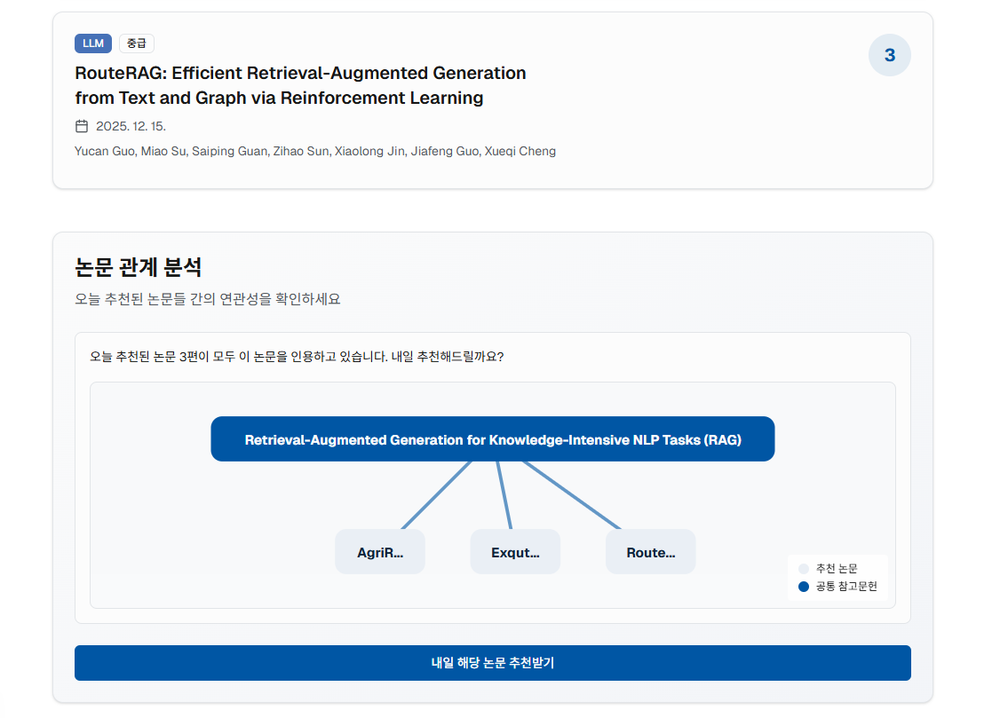 LLM 중급
3
RouteRAG: Efficient Retrieval-Augmented Generation
from Text and Graph via Reinforcement Learning
2025. 12. 15.
Yucan Guo, Miao Su, Saiping Guan, Zihao Sun, Xiaolong Jin, Jiafeng Guo, Xueqi Cheng
논문 관계 분석
오늘 추천된 논문들 간의 연관성을 확인하세요
오늘 추천된 논문 3편이 모두 이 논문을 인용하고 있습니다. 내일 추천해드릴까요?
Retrieval-Augmented Generation for Knowledge-Intensive NLP Tasks (RAG)
AgriR... Exqut... Route...
추천 논문
공통 참고문헌
내일 해당 논문 추천받기